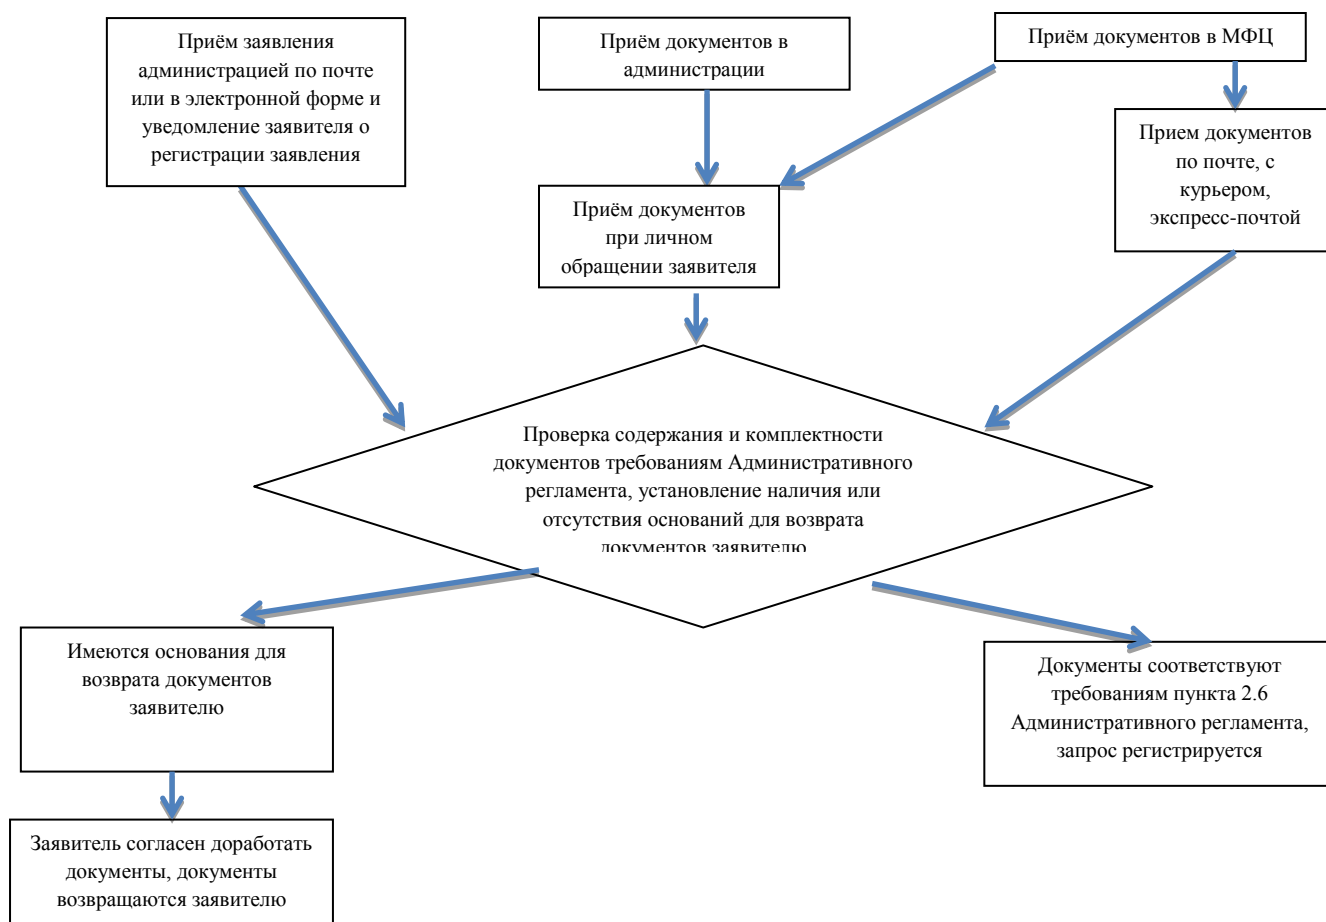 Приём заявления
администрацией по почте
или в электронной форме и
уведомление заявителя о
регистрации заявления
Приём документов в
администрации
Приём документов в МФЦ
Прием документов
по почте, с
курьером,
экспресс-почтой
Приём документов
при личном
обращении заявителя
Проверка содержания и комплектности
документов требованиям Административного
регламента, установление наличия или
отсутствия оснований для возврата
документов заявителю
Имеются основания для
возврата документов
заявителю
Документы соответствуют
требованиям пункта 2.6
Административного регламента,
запрос регистрируется
Заявитель согласен доработать
документы, документы
возвращаются заявителю